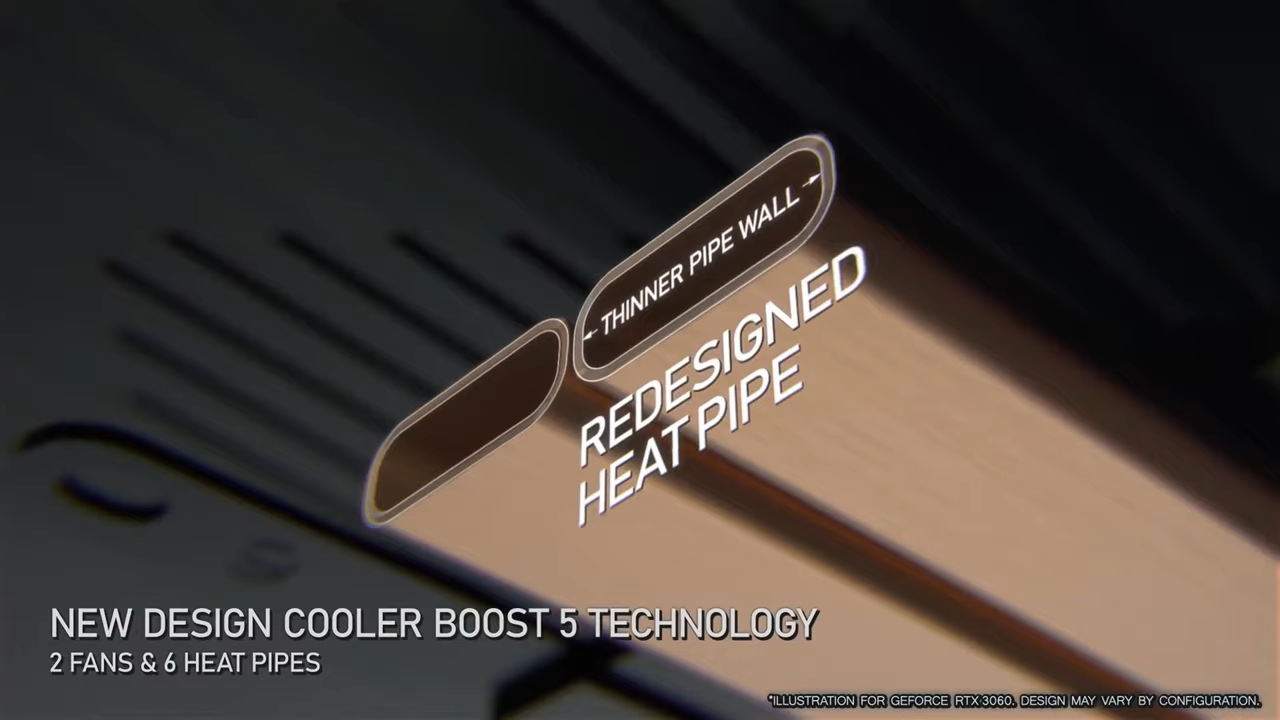 THINNER PIPE WALL
REDESIGNED
HEAT PIPE
NEW DESIGN COOLER BOOST 5 TECHNOLOGY
2 FANS & 6 HEAT PIPES
*ILLUSTRATION FOR GEFORCE RTX 3060. DESIGN MAY VARY BY CONFIGURATION.